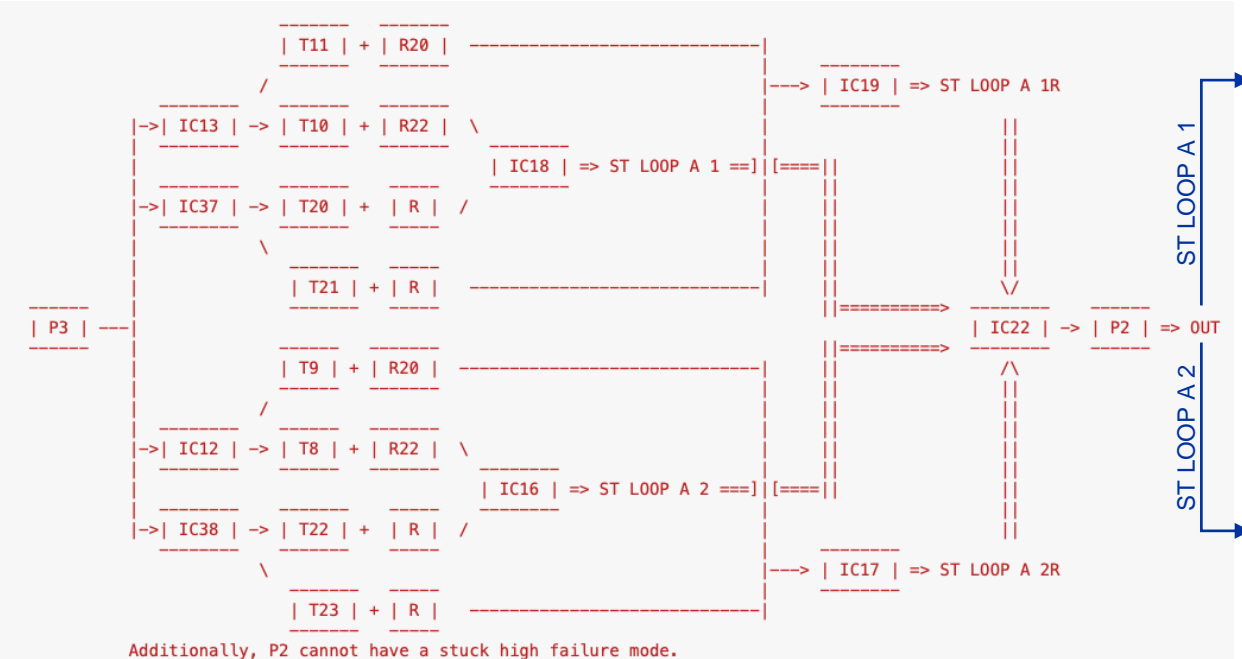 | T11 | + | R20 | -----------------------------|
|---> | IC19 | => ST LOOP A 1R
|->| IC13 | -> | T10 | + | R22 | \
| IC18 | => ST LOOP A 1 ==]|[====||
|->| IC37 | -> | T20 | + | R | /
| T21 | + | R | -----------------------------|
||==========>
| P3 | ---| | IC22 | -> | P2 | => OUT
||==========>
| T9 | + | R20 | ------------------------------|
|->| IC12 | -> | T8 | + | R22 | \
| IC16 | => ST LOOP A 2 ===]|[====||
|->| IC38 | -> | T22 | + | R | /
|---> | IC17 | => ST LOOP A 2R
| T23 | + | R | -----------------------------|
Additionally, P2 cannot have a stuck high failure mode.
ST LOOP A 1
ST LOOP A 2